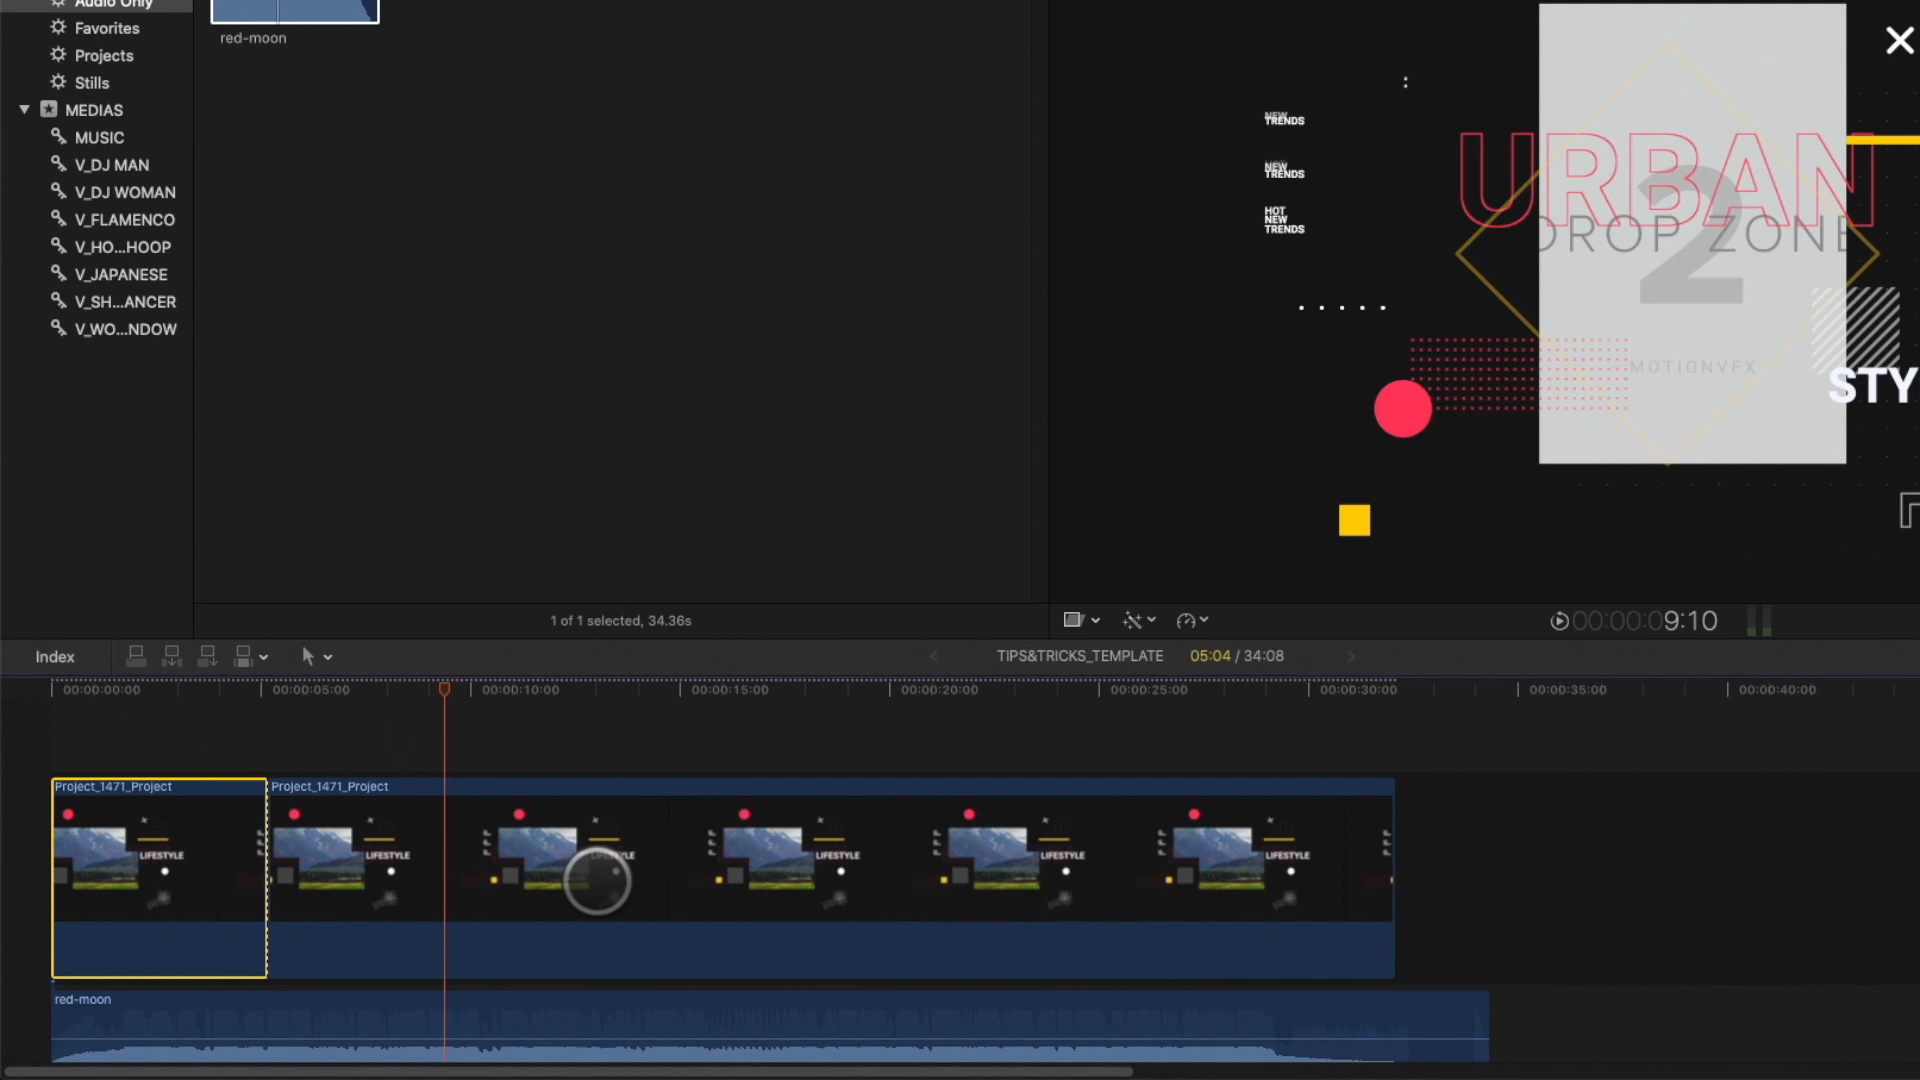 Audio Only
red-moon
Favorites
Projects
Stills
MEDIAS
MUSIC
V_DJ MAN
V_DJ WOMAN
V_FLAMENCO
V_HO...HOOP
V_JAPANESE
V_SH...ANCER
V_WO...NDOW
NEW
TRENDS
NEW
TRENDS
HOT
NEW
TRENDS
URBAN
2
DROP ZONE
MOTIONVFX
STY
1 of 1 selected, 34.36s
00:00:09:10
Index
TIPS&TRICKS_TEMPLATE
05:04 / 34:08
00:00:00:00
00:00:05:00
00:00:10:00
00:00:15:00
00:00:20:00
00:00:25:00
00:00:30:00
00:00:35:00
00:00:40:00
Project_1471_Project
Project_1471_Project
LIFESTYLE
LIFESTYLE
LIFESTYLE
LIFESTYLE
LIFESTYLE
LIFESTYLE
red-moon